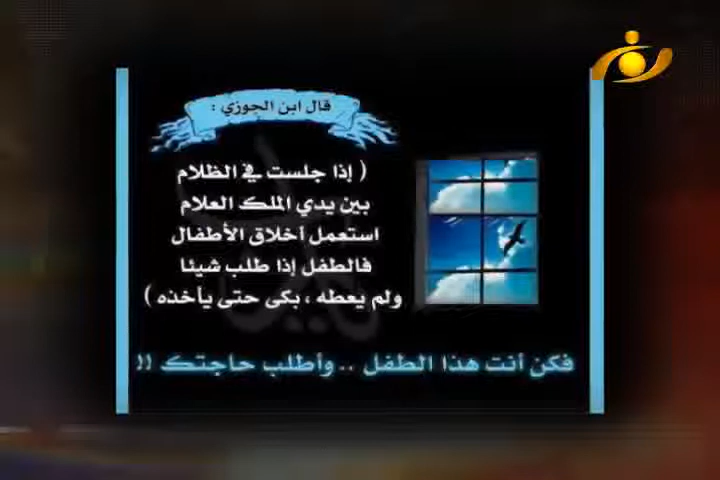 قال ابن الجوزي :
( إذا جلست في الظلام
بين يدي الملك العلام
استعمل أخلاق الأطفال
فالطفل إذا طلب شيئا
ولم يعطه ، بكى حتى يأخذه )
فكن أنت هذا الطفل .. وأطلب حاجتك !!